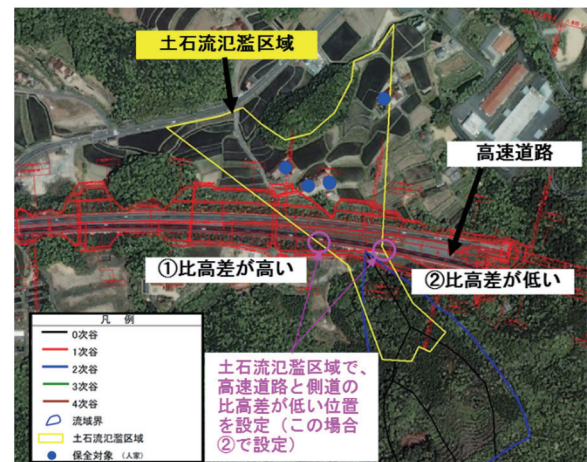 土石流氾濫区域
高速道路
①比高差が高い
②比高差が低い
土石流氾濫区域で、
高速道路と側道の
比高差が低い位置
を設定（この場合
②で設定）
凡 例
0次谷
1次谷
2次谷
3次谷
4次谷
流域界
土石流氾濫区域
保全対象（人家）